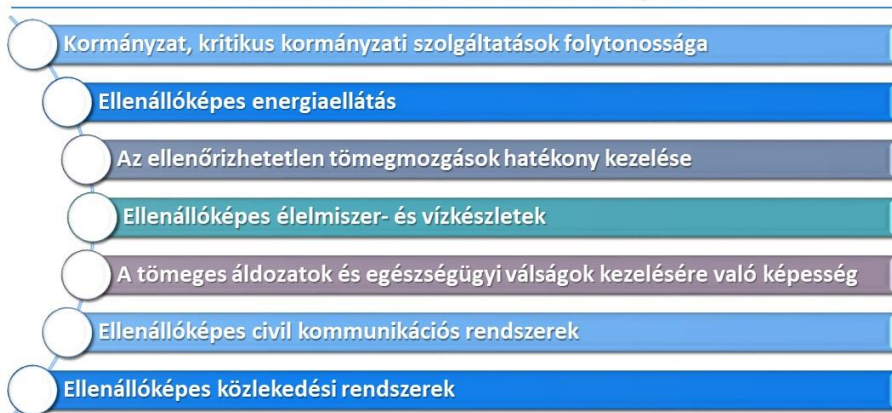 Kormányzat, kritikus kormányzati szolgáltatások folytonossága
Ellenállóképes energiaellátás
Az ellenőrizhetetlen tömegmozgások hatékony kezelése
Ellenállóképes élelmiszer- és vízkészletek
A tömeges áldozatok és egészségügyi válságok kezelésére való képesség
Ellenállóképes civil kommunikációs rendszerek
Ellenállóképes közlekedési rendszerek